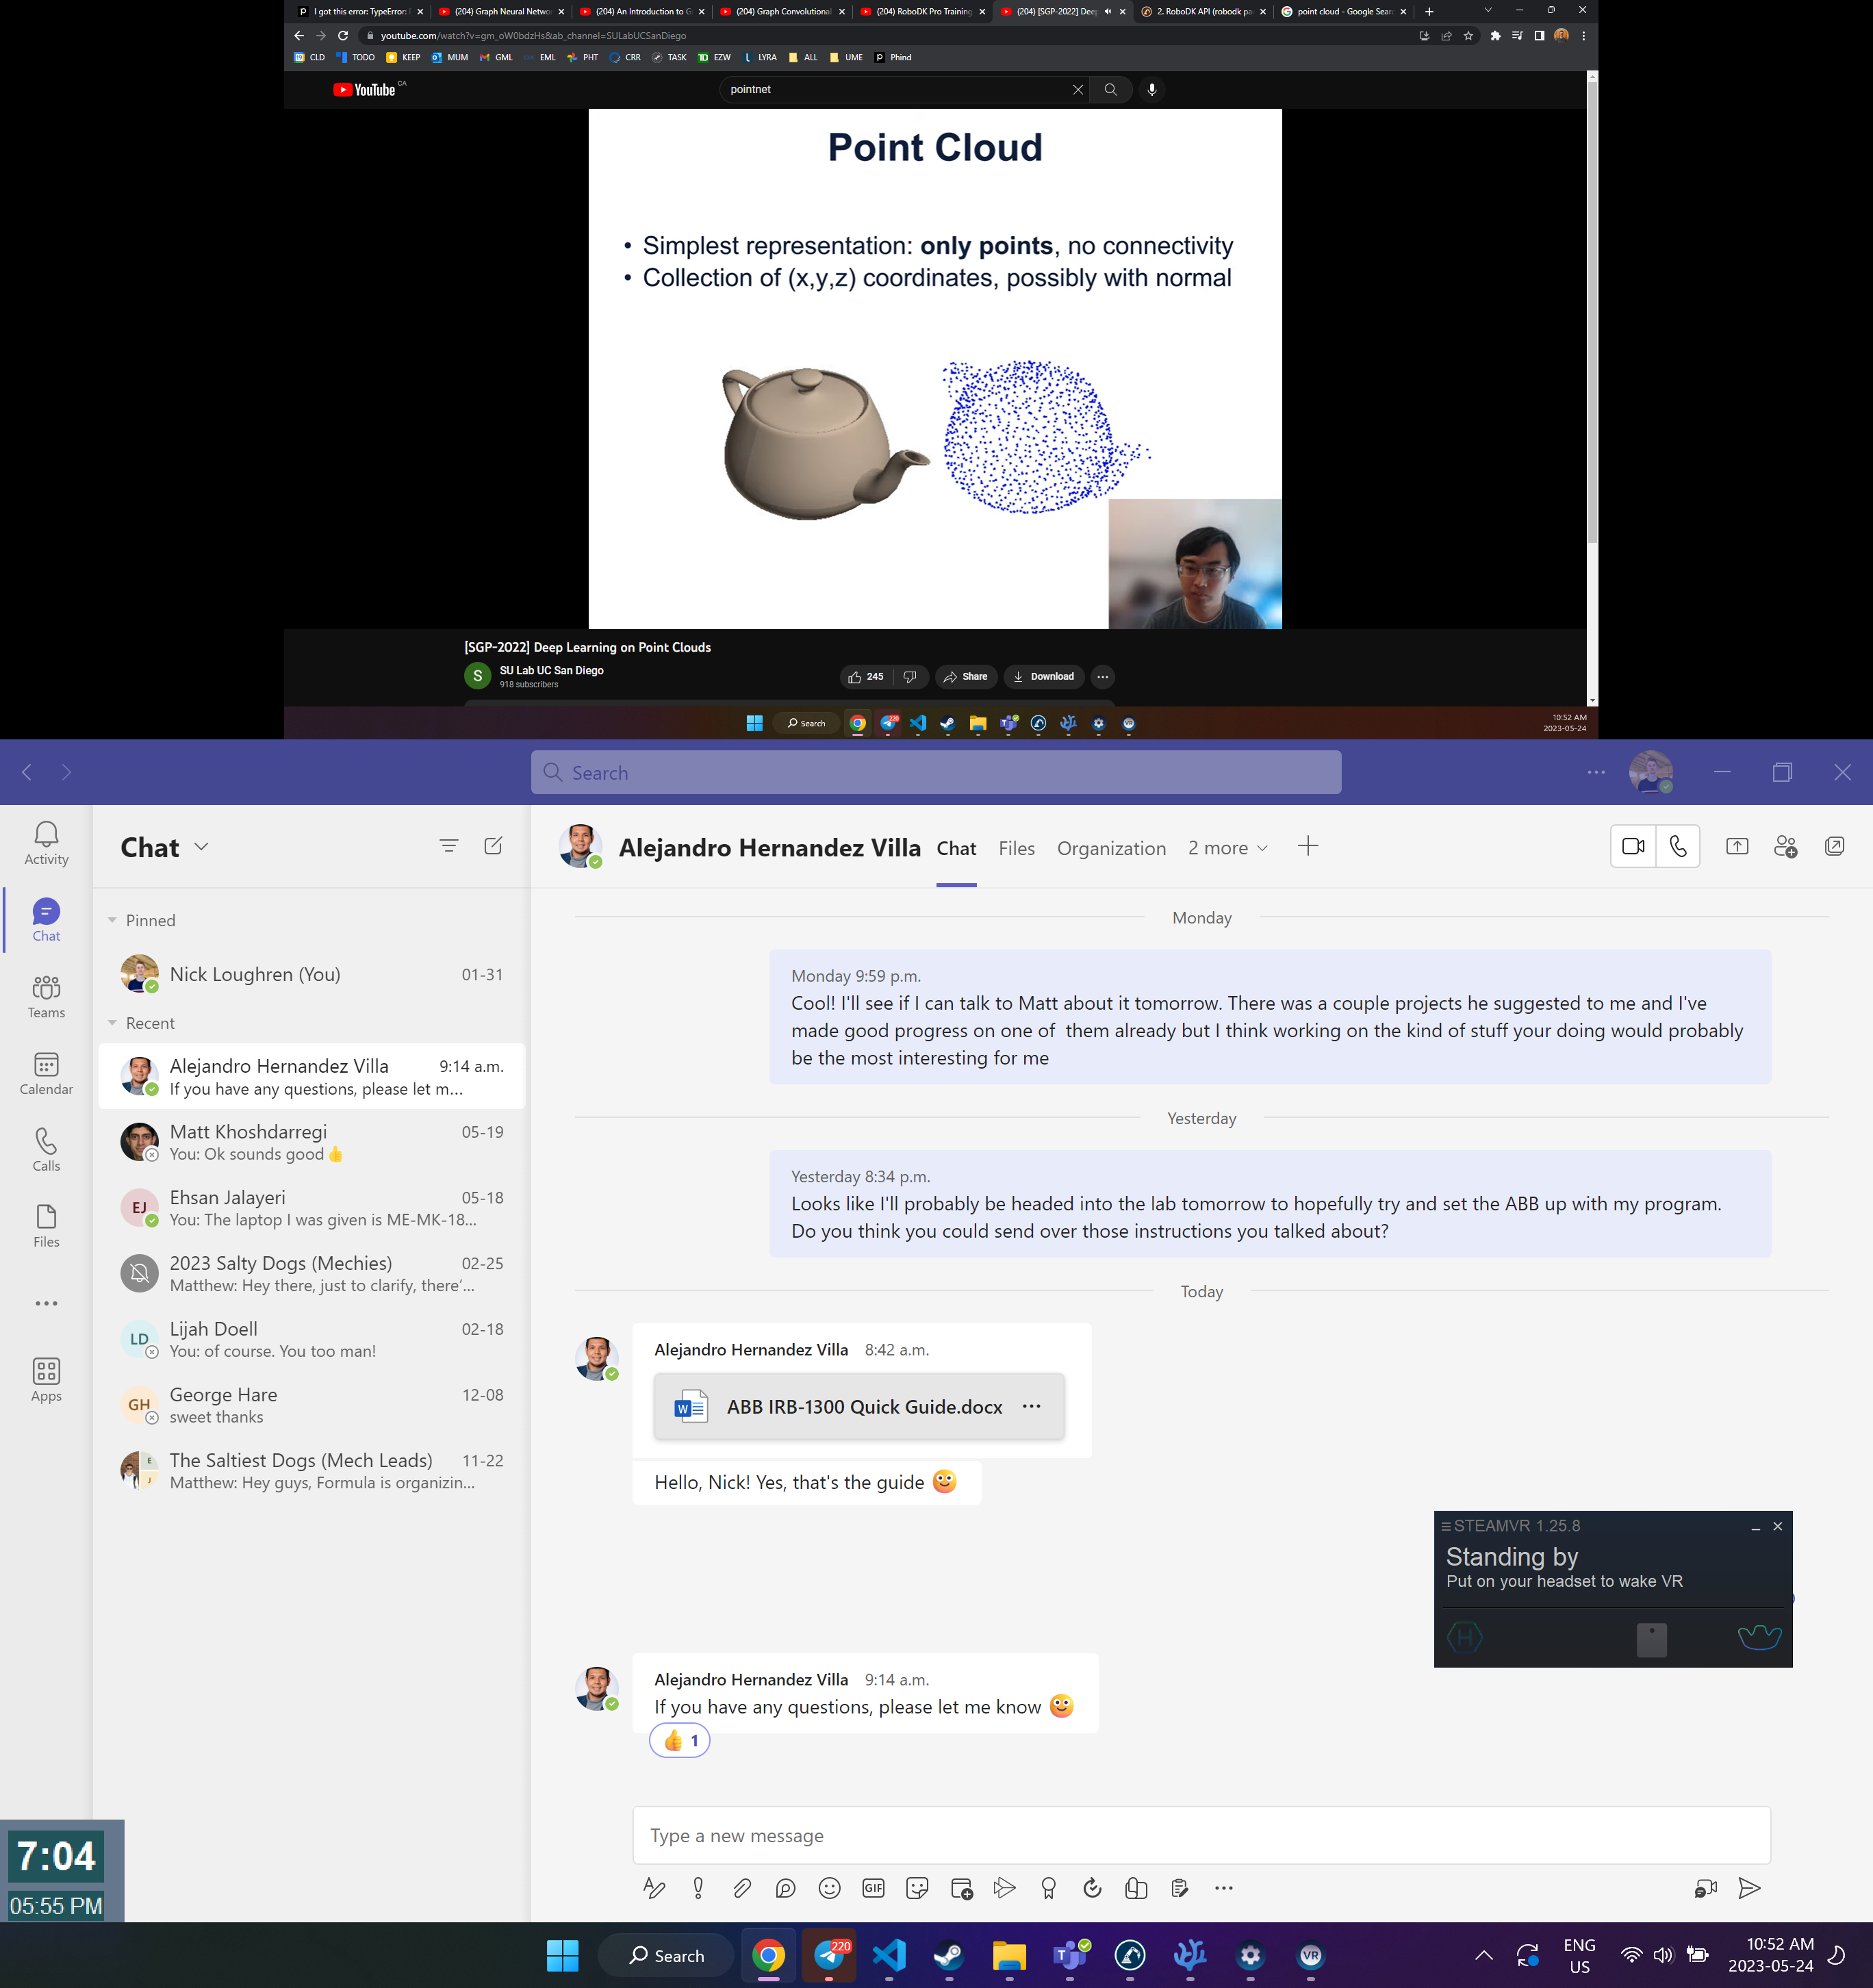 I got this error: TypeError:
(204) Graph Neural Netwo
(204) An Introduction to G
(204) Graph Convolutional
(204) RoboDK Pro Training
(204) [SGP-2022] Deep
2. RoboDK API (robodk pa
point cloud - Google Sear
youtube.com/watch?v=gm_oW0bdzHs&ab_channel=SULabUCSanDiego
CLD TODO KEEP MUM GML EML PHT CRR TASK EZW LYRA ALL UME Phind
YouTube CA
pointnet
Point Cloud
• Simplest representation: only points, no connectivity
• Collection of (x,y,z) coordinates, possibly with normal
[SGP-2022] Deep Learning on Point Clouds
S
SU Lab UC San Diego
918 subscribers
245
Share
Download
Search
220
10:52 AM
2023-05-24
Search
Activity
Chat
Teams
Calendar
Calls
Files
Apps
Chat
Pinned
Nick Loughren (You) 01-31
Recent
Alejandro Hernandez Villa 9:14 a.m.
If you have any questions, please let m...
Matt Khoshdarregi 05-19
You: Ok sounds good👍
EJ
Ehsan Jalayeri 05-18
You: The laptop I was given is ME-MK-18...
2023 Salty Dogs (Mechies) 02-25
Matthew: Hey there, just to clarify, there'...
LD
Lijah Doell 02-18
You: of course. You too man!
GH
George Hare 12-08
sweet thanks
E
J
The Saltiest Dogs (Mech Leads) 11-22
Matthew: Hey guys, Formula is organizin...
Alejandro Hernandez Villa Chat Files Organization 2 more
Monday
Monday 9:59 p.m.
Cool! I'll see if I can talk to Matt about it tomorrow. There was a couple projects he suggested to me and I've
made good progress on one of  them already but I think working on the kind of stuff your doing would probably
be the most interesting for me
Yesterday
Yesterday 8:34 p.m.
Looks like I'll probably be headed into the lab tomorrow to hopefully try and set the ABB up with my program.
Do you think you could send over those instructions you talked about?
Today
Alejandro Hernandez Villa 8:42 a.m.
W
ABB IRB-1300 Quick Guide.docx
Hello, Nick! Yes, that's the guide
STEAMVR 1.25.8
Standing by
Put on your headset to wake VR
H
Alejandro Hernandez Villa 9:14 a.m.
If you have any questions, please let me know
👍 1
Type a new message
GIF
7:04
05:55 PM
Search
220
T
VR
ENG
US
10:52 AM
2023-05-24